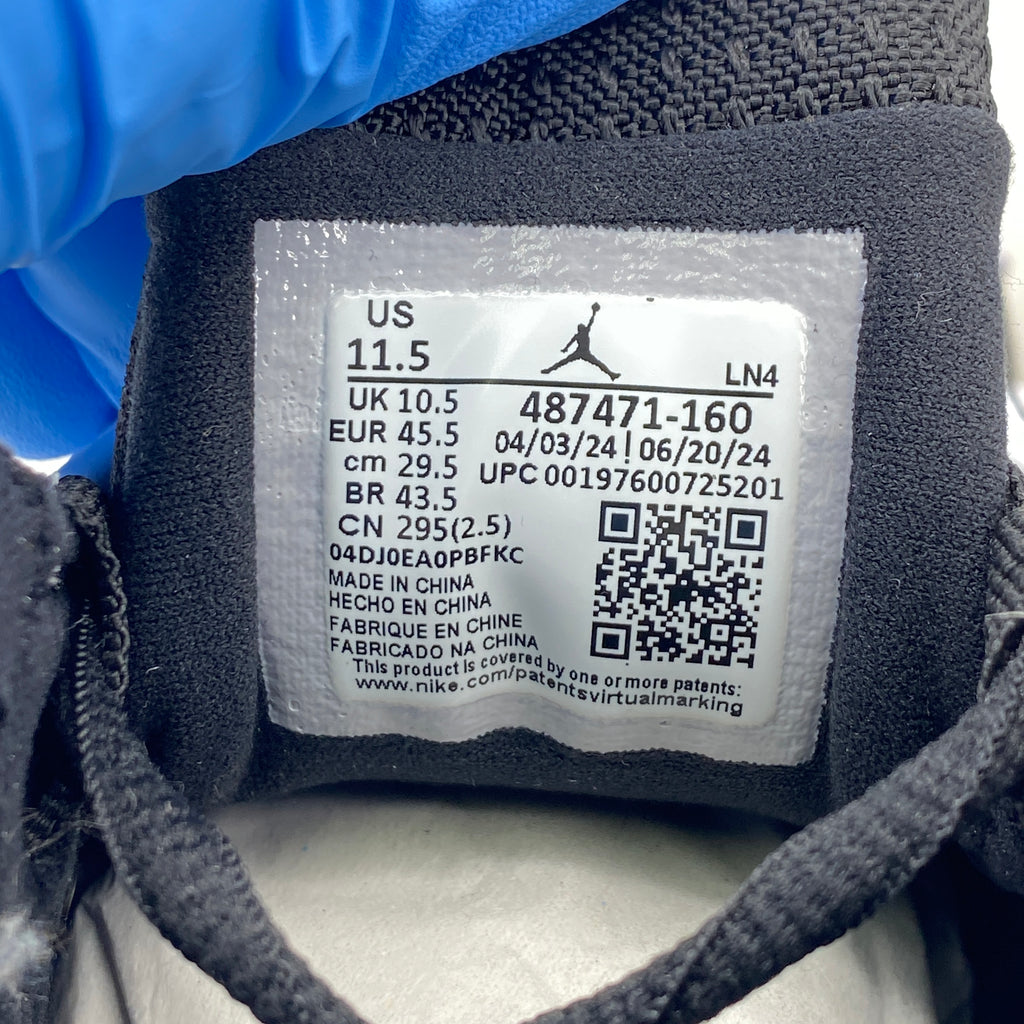 US
11.5
LN4
UK 10.5
487471-160
EUR 45.5
04/03/24 | 06/20/24
cm 29.5
UPC 00197600725201
BR 43.5
CN 295(2.5)
04DJ0EA0PBFKC
MADE IN CHINA
HECHO EN CHINA
FABRIQUE EN CHINE
FABRICADO NA CHINA
This product is covered by one or more patents:
www.nike.com/patentsvirtualmarking